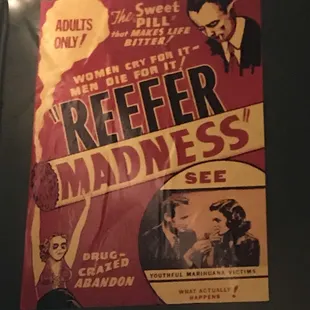 ADULTS
ONLY!
The Sweet
"PILL"
that MAKES LIFE
BITTER!
WOMEN CRY FOR IT-
MEN DIE FOR IT!
"REEFER
MADNESS"
SEE
DRUG-
CRAZED
ABANDON
YOUTHFUL MARIHUANA VICTIMS
WHAT ACTUALLY
HAPPENS!